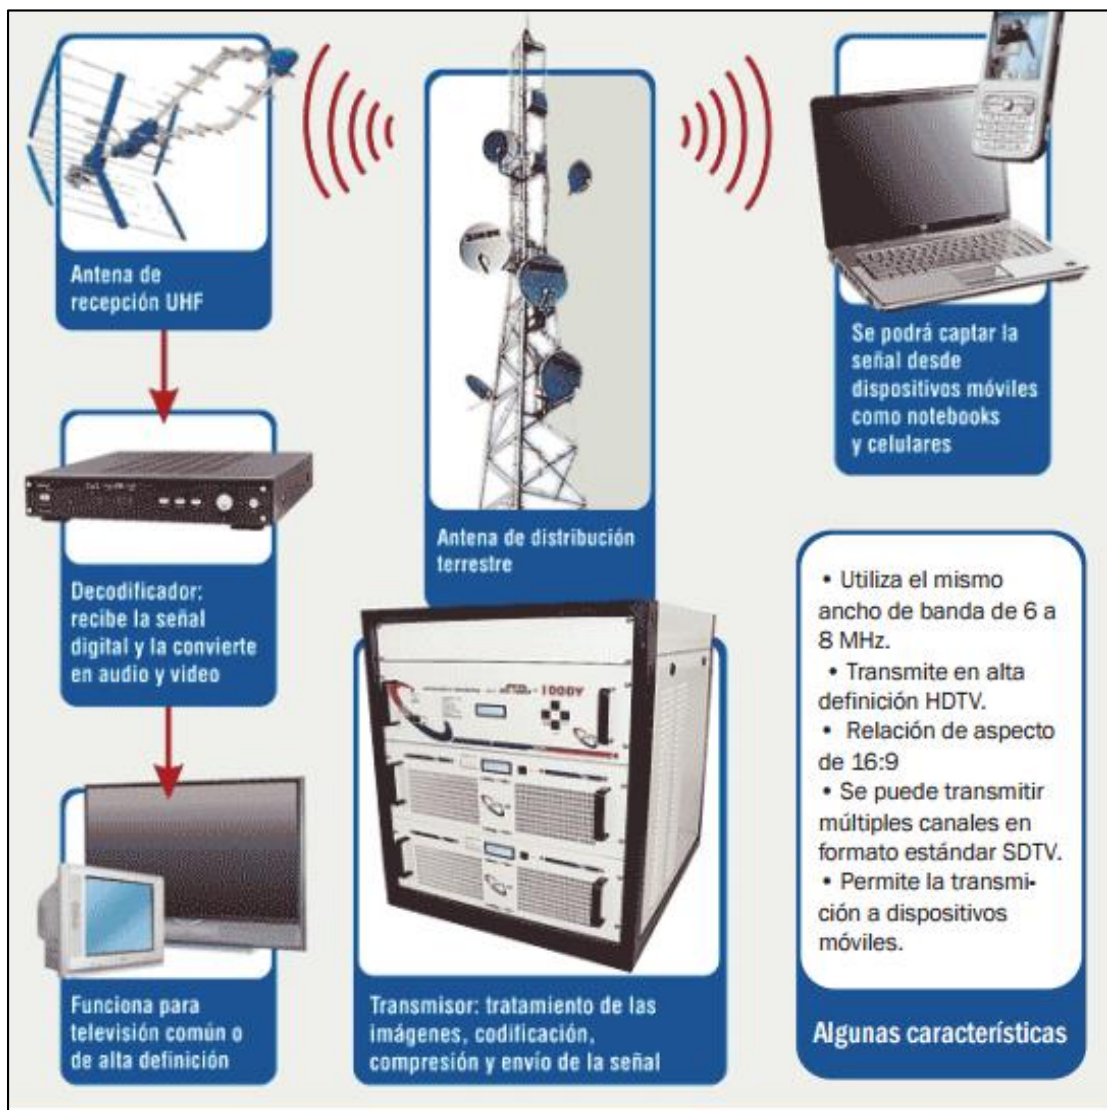 Antena de
recepción UHF
Decodificador:
recibe la señal
digital y la convierte
en audio y video
Funciona para
televisión común o
de alta definición
Antena de distribución
terrestre
1000V
Transmisor: tratamiento de las
imágenes, codificación,
compresión y envío de la señal
Se podrá captar la
señal desde
dispositivos móviles
como notebooks
y celulares
• Utiliza el mismo
ancho de banda de 6 a
8 MHz.
• Transmite en alta
definición HDTV.
• Relación de aspecto
de 16:9
• Se puede transmitir
múltiples canales en
formato estándar SDTV.
• Permite la transmi-
ción a dispositivos
móviles.
Algunas características